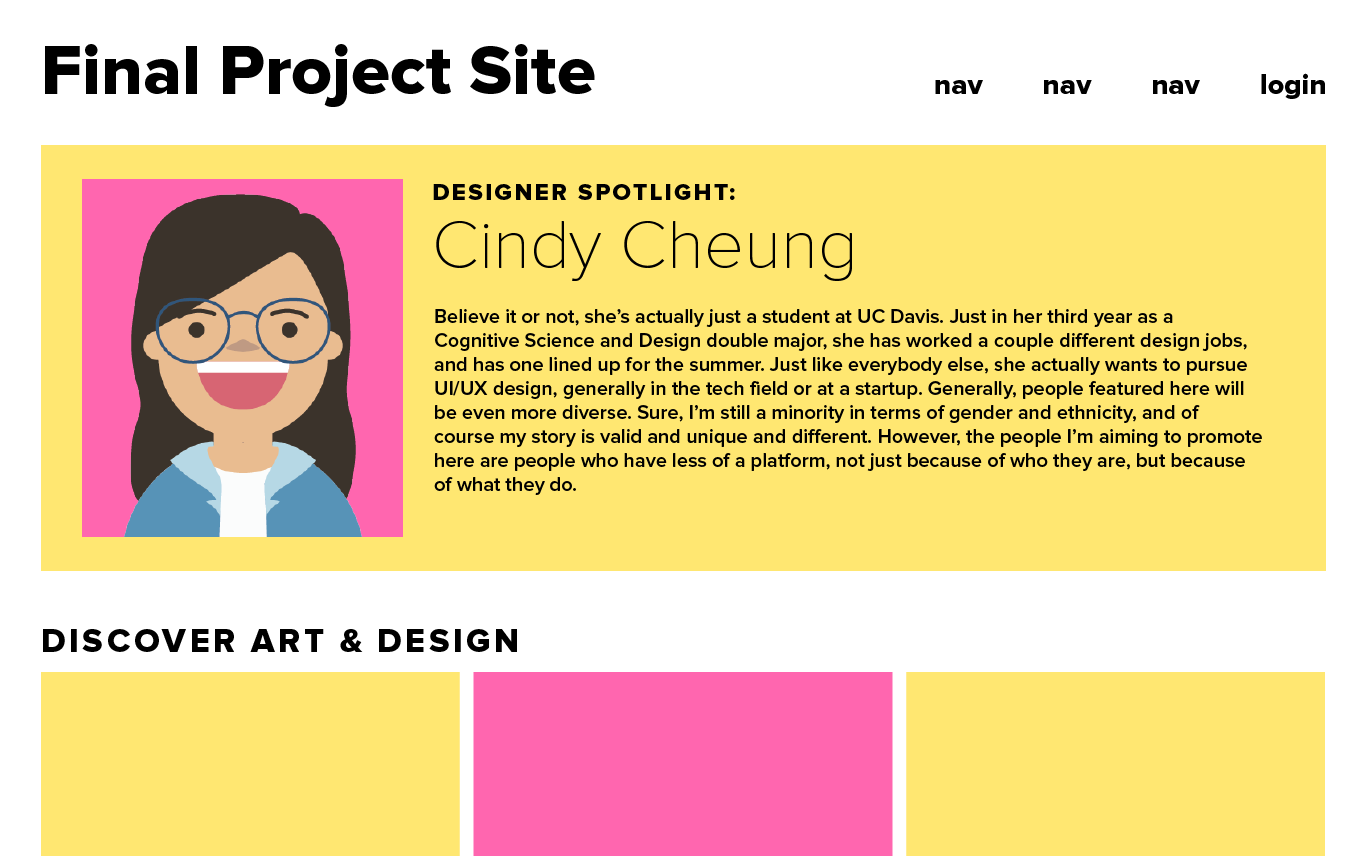 Final Project Site
nav nav nav login
DESIGNER SPOTLIGHT:
Cindy Cheung
Believe it or not, she’s actually just a student at UC Davis. Just in her third year as a
Cognitive Science and Design double major, she has worked a couple different design jobs,
and has one lined up for the summer. Just like everybody else, she actually wants to pursue
UI/UX design, generally in the tech field or at a startup. Generally, people featured here will
be even more diverse. Sure, I’m still a minority in terms of gender and ethnicity, and of
course my story is valid and unique and different. However, the people I’m aiming to promote
here are people who have less of a platform, not just because of who they are, but because
of what they do.
DISCOVER ART & DESIGN